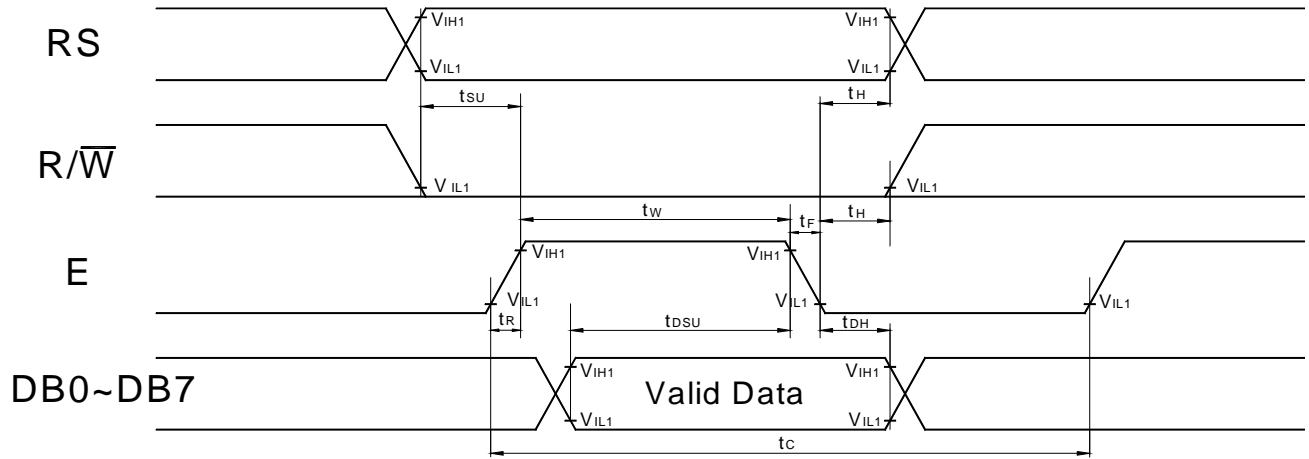 RS
VIH1
VIH1
VIL1
VIL1
tSU
tH
R/W̅
VIL1
VIL1
tW
tF
tH
E
VIH1
VIH1
VIL1
VIL1
VIL1
tR
tDSU
tDH
DB0~DB7
VIH1
Valid Data
VIH1
VIL1
VIL1
tC